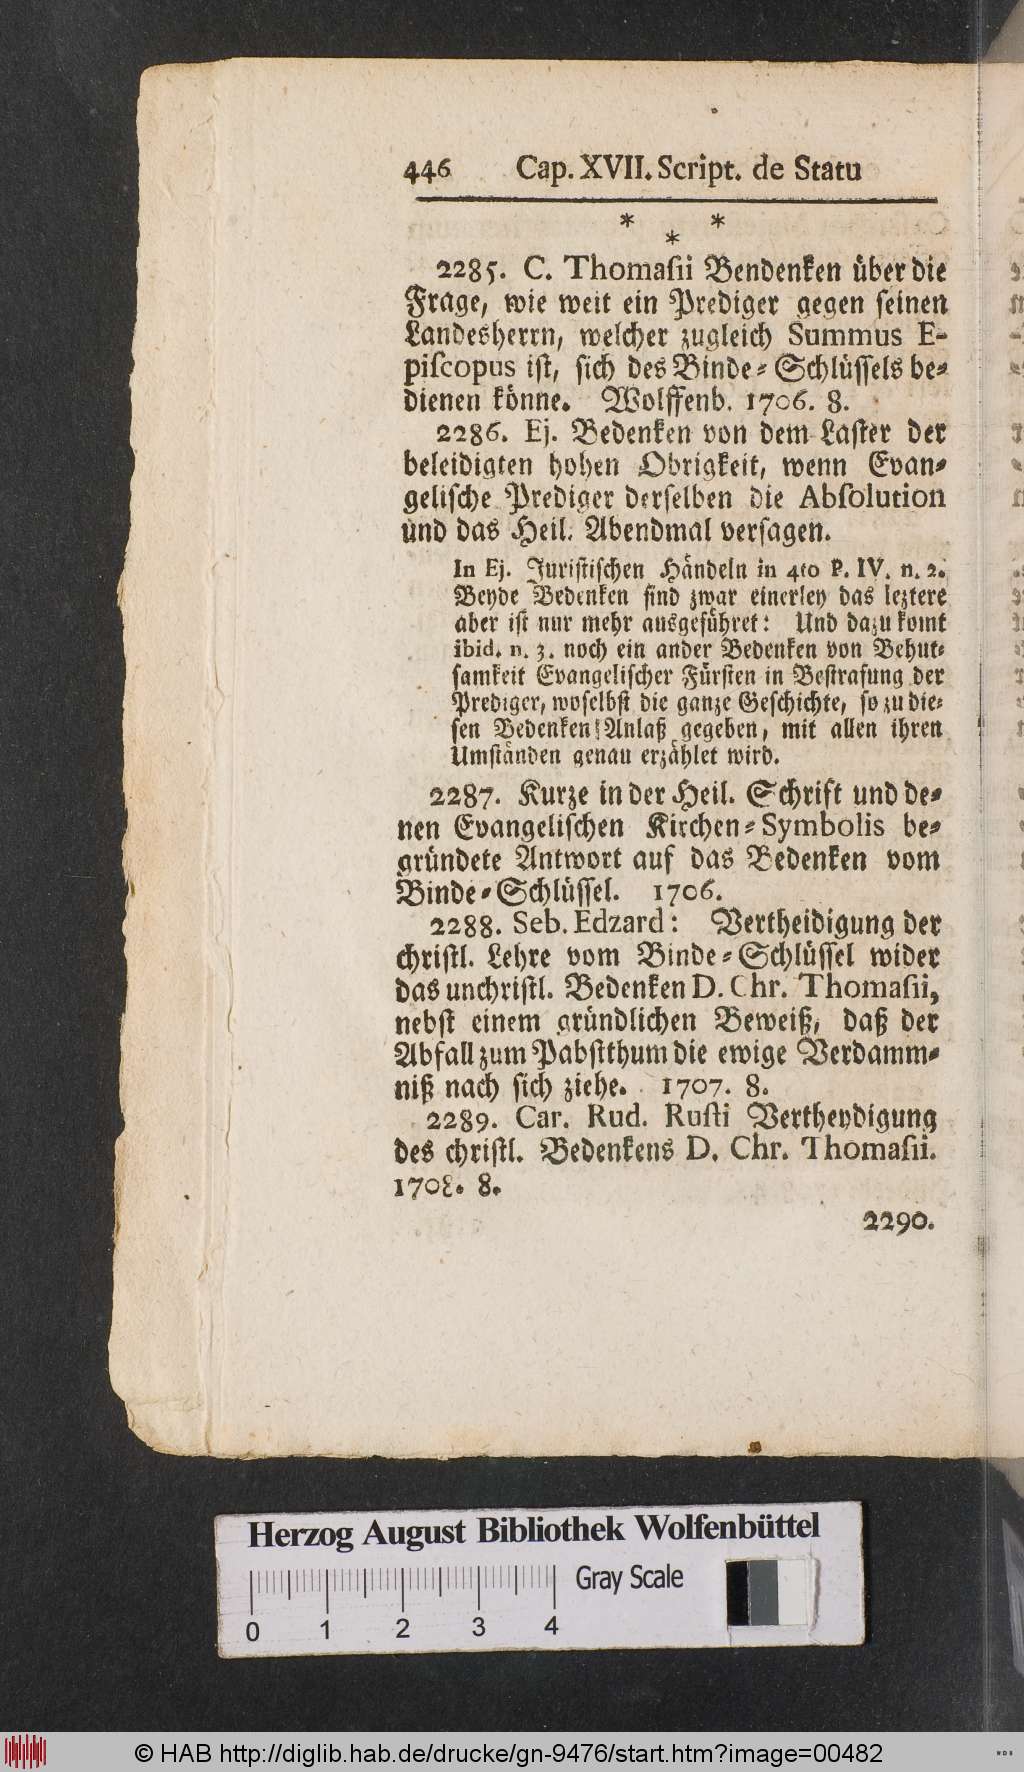 446 Cap. XVII. Script. de Statu
* * *
2285. C. Thomaſii Bendenken über die
Frage, wie weit ein Prediger gegen ſeinen
Landesherrn, welcher zugleich Summus E-
piſcopus iſt, ſich des Binde-Schlüſſels be-
dienen könne. Wolffenb. 1706. 8.
2286. Ej. Bedenken von dem Laſter der
beleidigten hohen Obrigkeit, wenn Evan-
geliſche Prediger derſelben die Abſolution
und das Heil. Abendmal verſagen.
In Ej. Juriſtiſchen Händeln in 4to P. IV. n. 2.
Beyde Bedenken ſind zwar einerley das leztere
aber iſt nur mehr ausgeführet: Und dazu komt
ibid. n. 3. noch ein ander Bedenken von Behut-
ſamkeit Evangeliſcher Fürſten in Beſtrafung der
Prediger, woſelbſt die ganze Geſchichte, ſo zu die-
ſen Bedenken Anlaß gegeben, mit allen ihren
Umſtänden genau erzählet wird.
2287. Kurze in der Heil. Schrift und de-
nen Evangeliſchen Kirchen-Symbolis be-
gründete Antwort auf das Bedenken vom
Binde-Schlüſſel. 1706.
2288. Seb. Edzard: Vertheidigung der
chriſtl. Lehre vom Binde-Schlüſſel wider
das unchriſtl. Bedenken D. Chr. Thomaſii,
nebſt einem gründlichen Beweiß, daß der
Abfall zum Pabſtthum die ewige Verdamm-
niß nach ſich ziehe. 1707. 8.
2289. Car. Rud. Ruſti Vertheydigung
des chriſtl. Bedenkens D. Chr. Thomaſii.
1708. 8.
2290.
Herzog August Bibliothek Wolfenbüttel
Gray Scale
0 1 2 3 4
© HAB http://diglib.hab.de/drucke/gn-9476/start.htm?image=00482